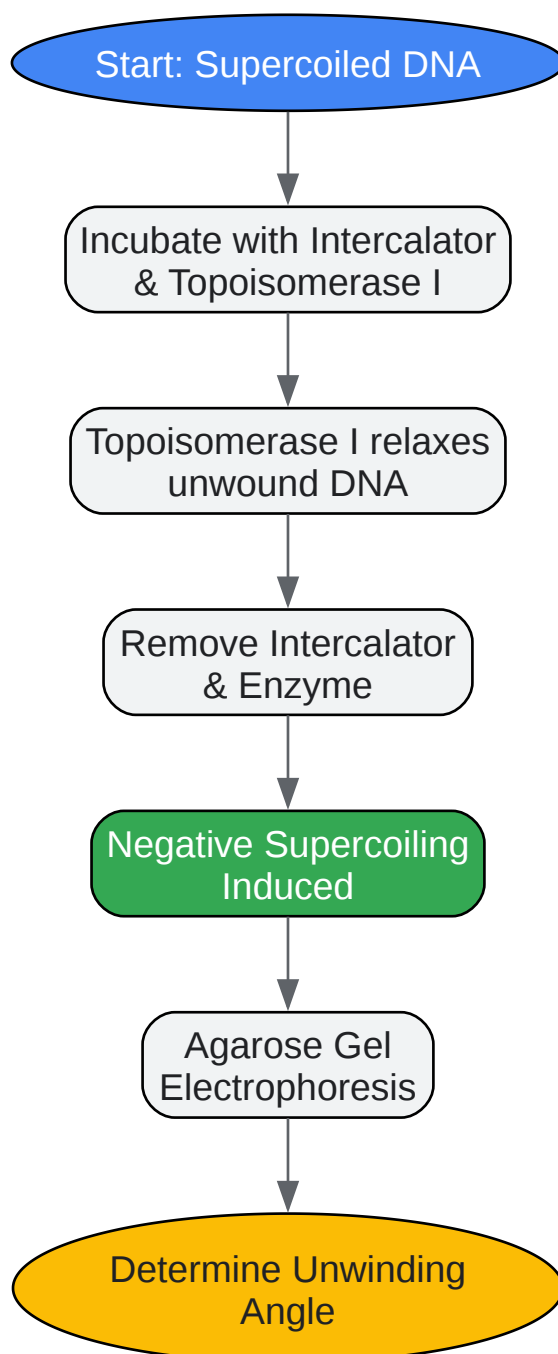 Start: Supercoiled DNA
Incubate with Intercalator
& Topoisomerase I
Topoisomerase I relaxes
unwound DNA
Remove Intercalator
& Enzyme
Negative Supercoiling
Induced
Agarose Gel
Electrophoresis
Determine Unwinding
Angle